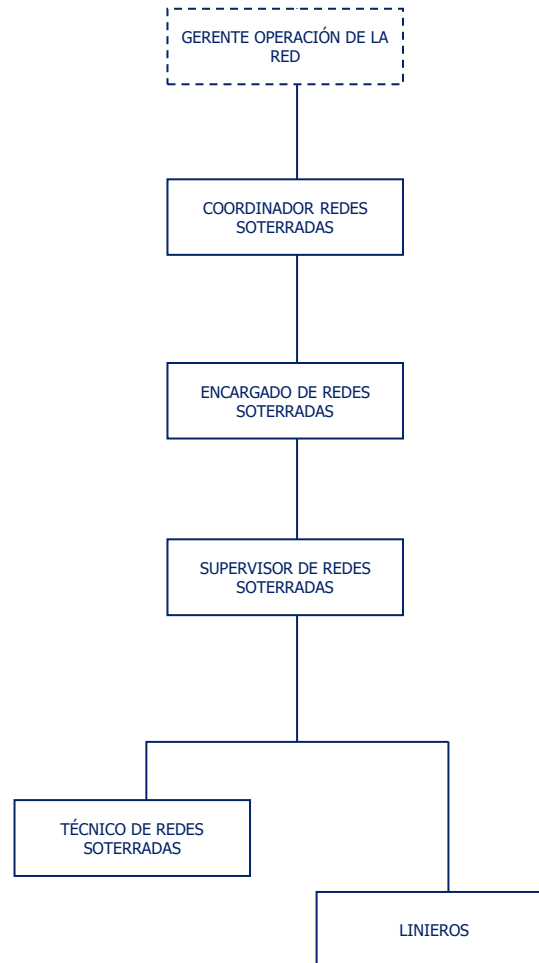 GERENTE OPERACIÓN DE LA
RED
COORDINADOR REDES
SOTERRADAS
ENCARGADO DE REDES
SOTERRADAS
SUPERVISOR DE REDES
SOTERRADAS
TÉCNICO DE REDES
SOTERRADAS
LINIEROS